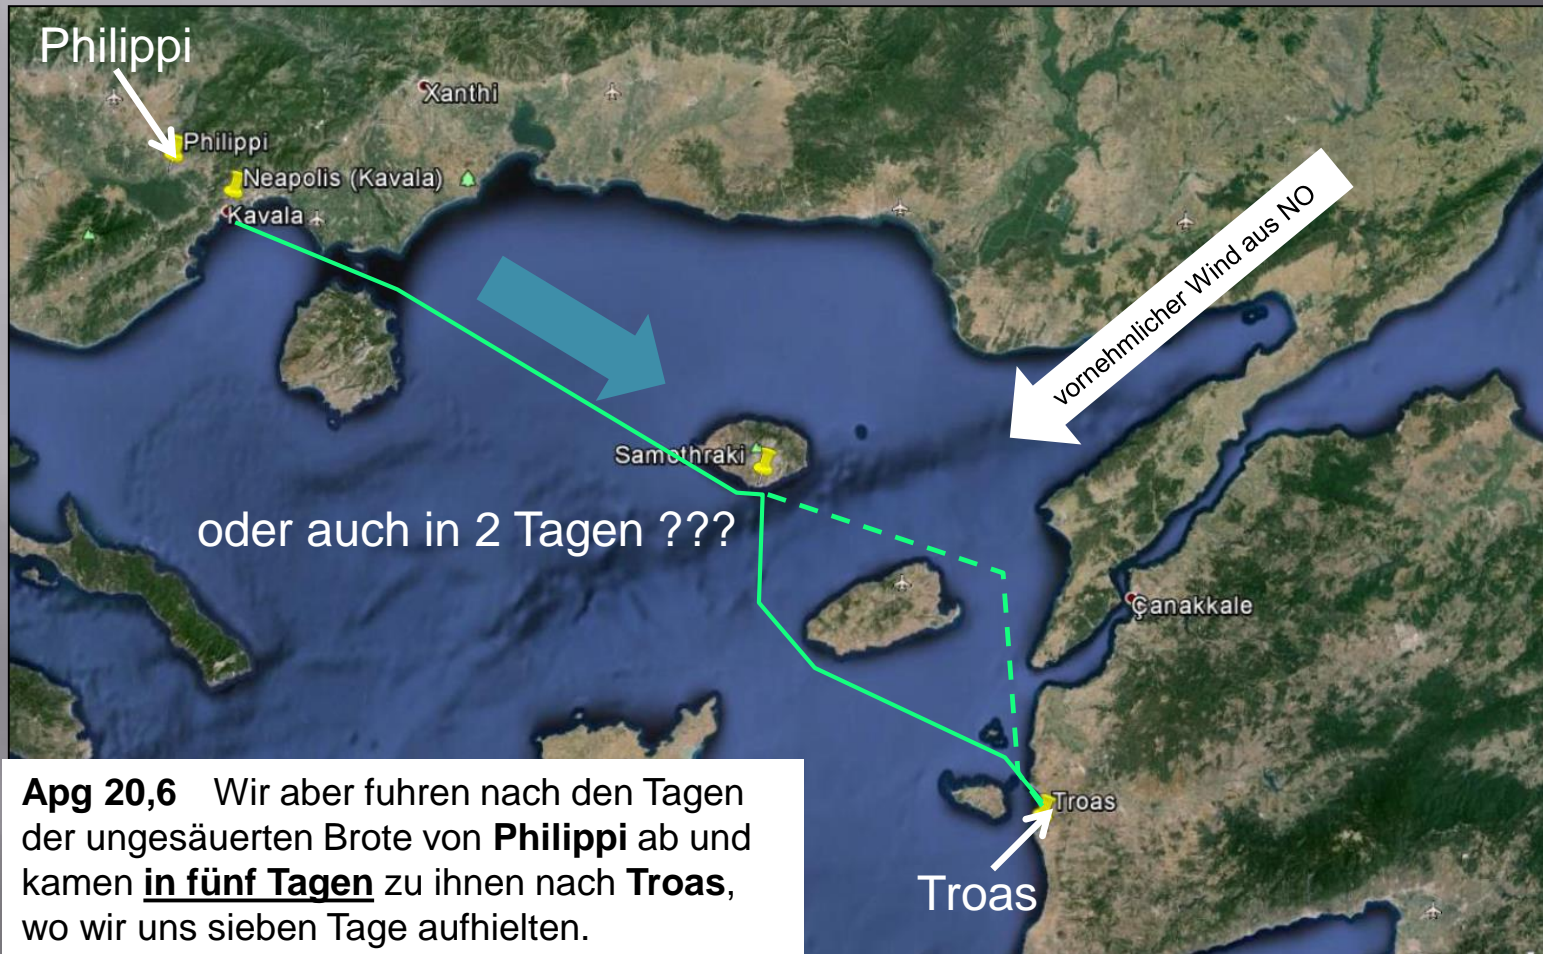 Philippi
Xanthi
Philippi
Neapolis (Kavala)
Kavala
vornehmlicher Wind aus NO
Samothraki
oder auch in 2 Tagen ???
Çanakkale
Troas
Troas
Apg 20,6 Wir aber fuhren nach den Tagen
der ungesäuerten Brote von Philippi ab und
kamen in fünf Tagen zu ihnen nach Troas,
wo wir uns sieben Tage aufhielten.